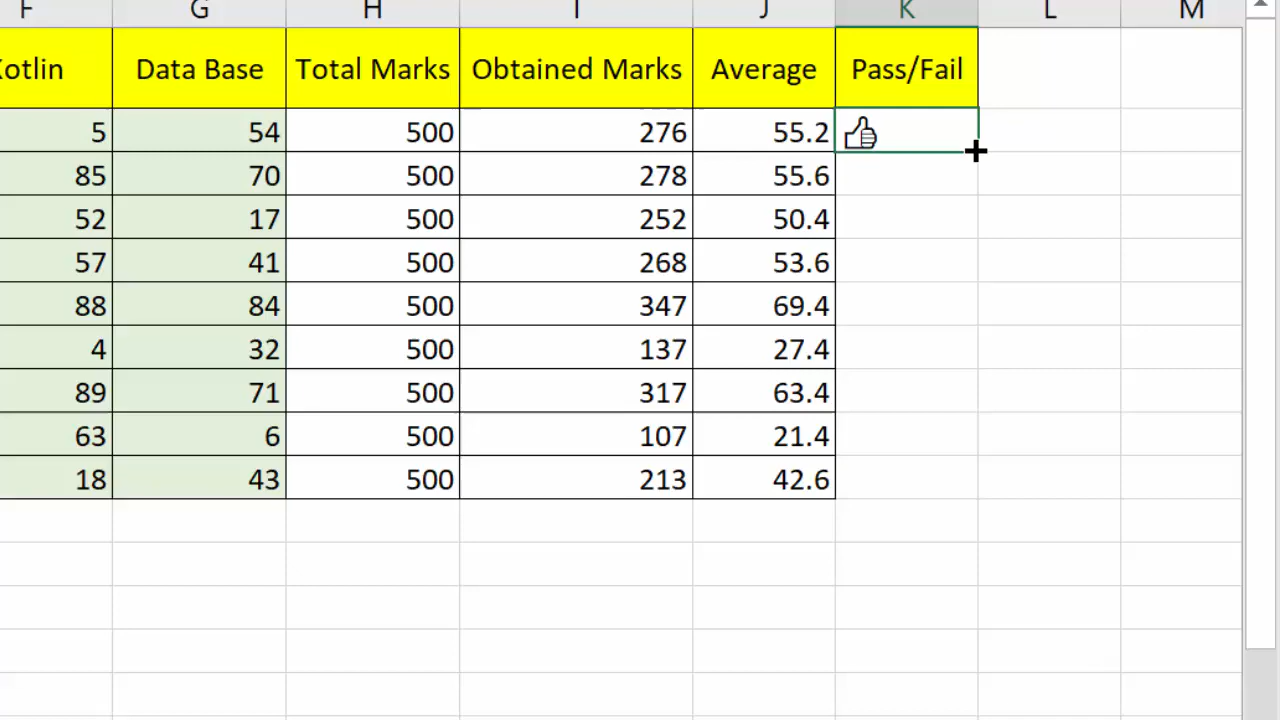 F G H I J K L M
Kotlin Data Base Total Marks Obtained Marks Average Pass/Fail
5 54 500 276 55.2 👍
85 70 500 278 55.6
52 17 500 252 50.4
57 41 500 268 53.6
88 84 500 347 69.4
4 32 500 137 27.4
89 71 500 317 63.4
63 6 500 107 21.4
18 43 500 213 42.6